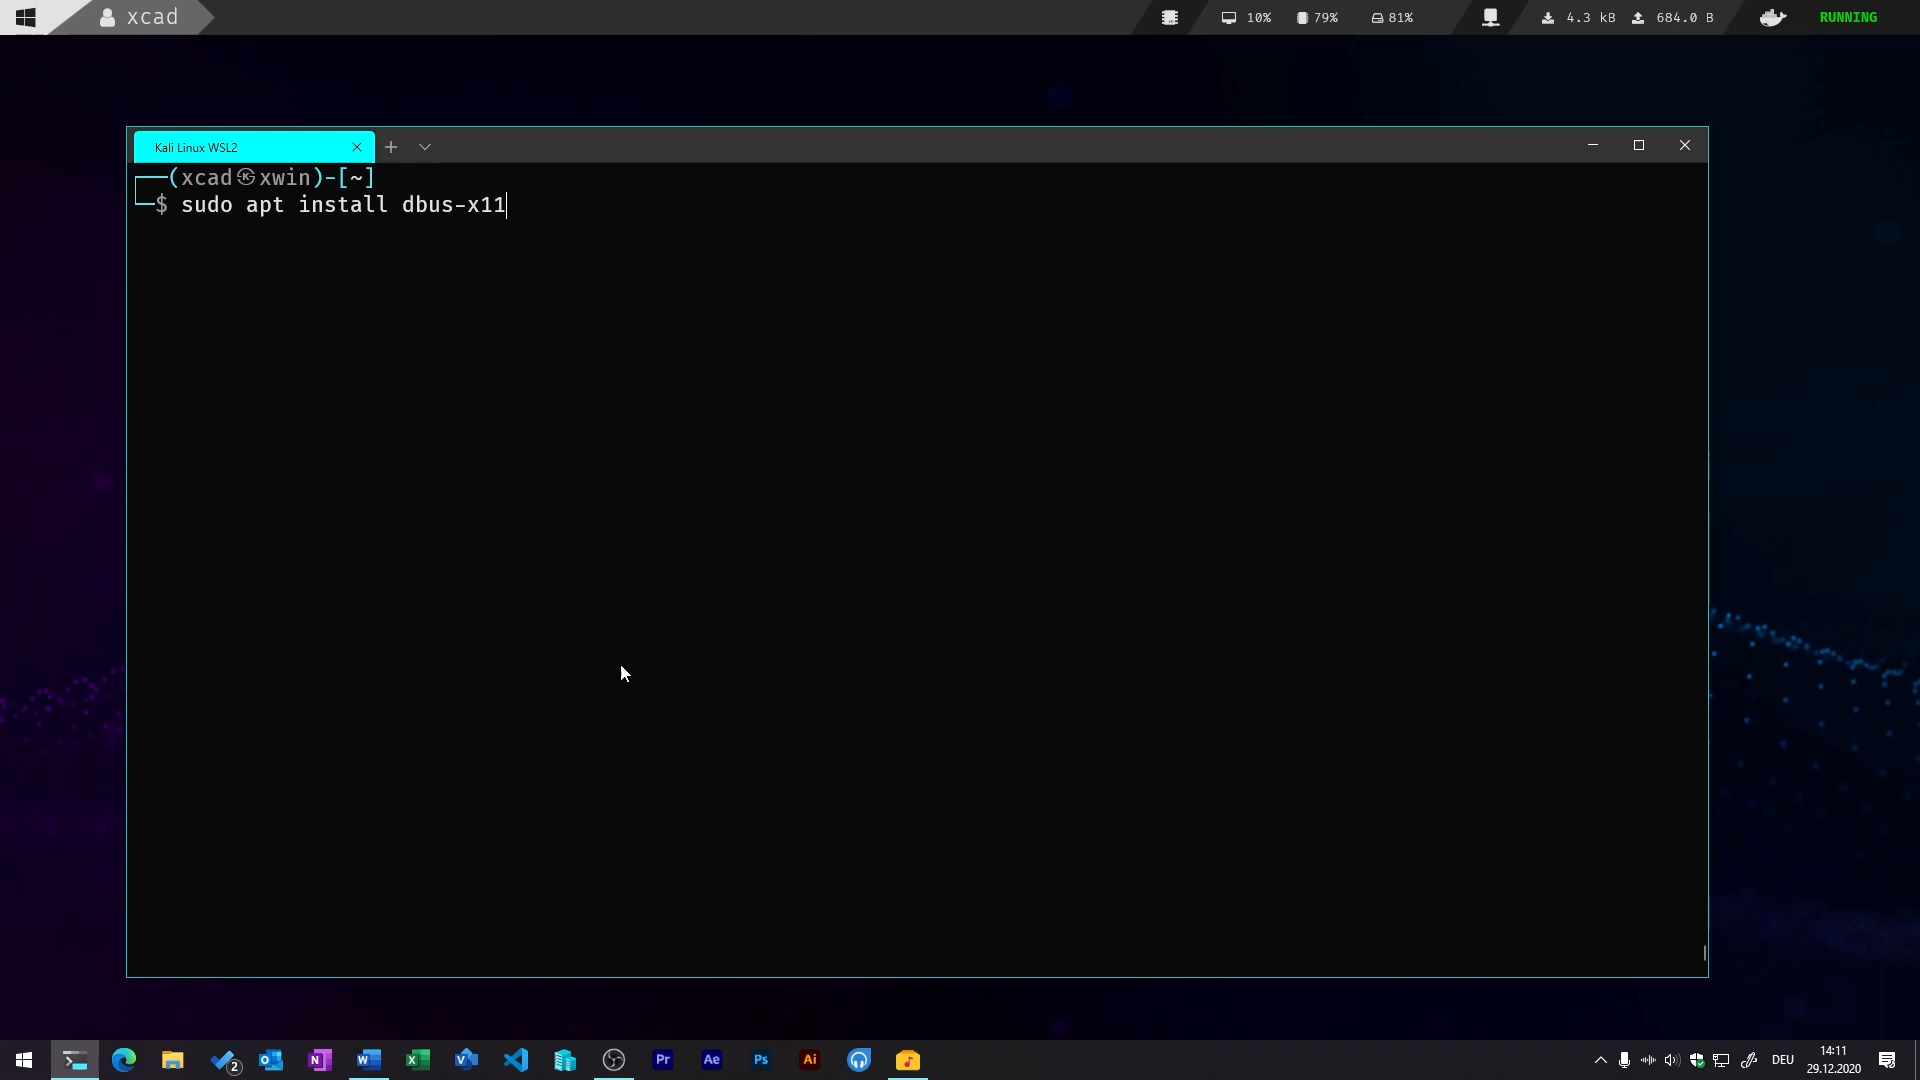 xcad
10% 79% 81% 4.3 kB 684.0 B RUNNING
Kali Linux WSL2
(xcad㉿xwin)-[~]
$ sudo apt install dbus-x11
2 O N W X V Pr Ae Ps Ai
DEU
14:11
29.12.2020